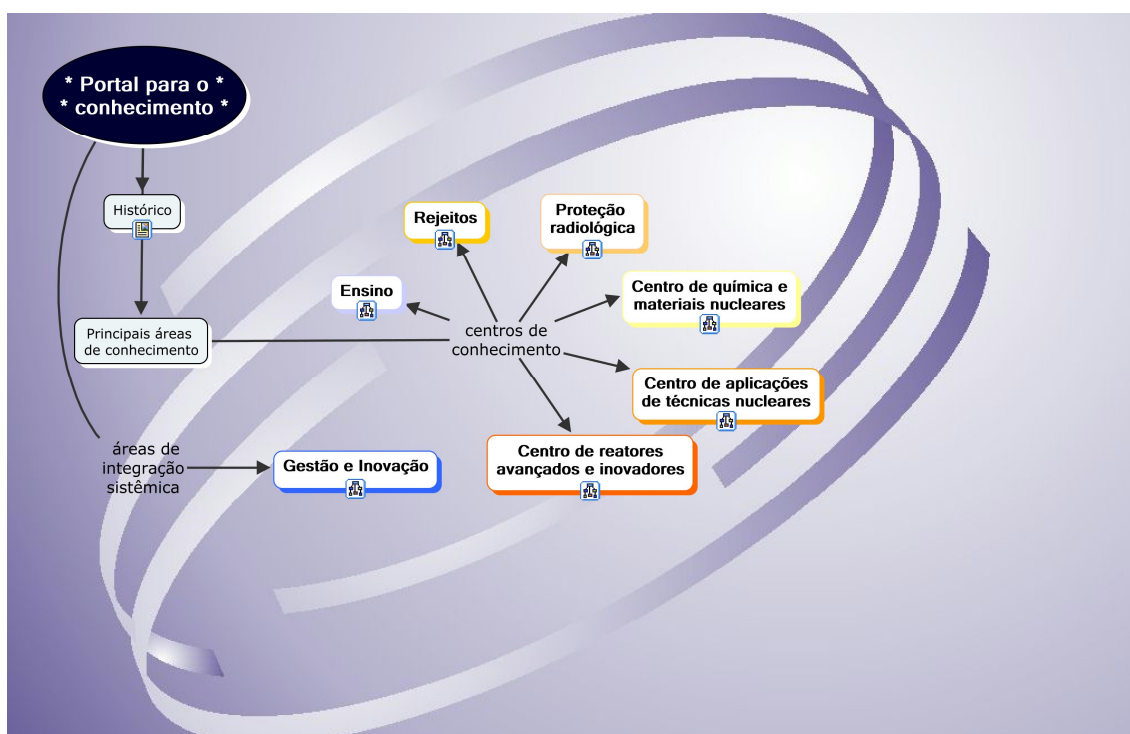 * Portal para o *
* conhecimento *
Histórico
Principais áreas
de conhecimento
áreas de
integração
sistêmica
Gestão e Inovação
centros de
conhecimento
Ensino
Rejeitos
Proteção
radiológica
Centro de química e
materiais nucleares
Centro de aplicações
de técnicas nucleares
Centro de reatores
avançados e inovadores